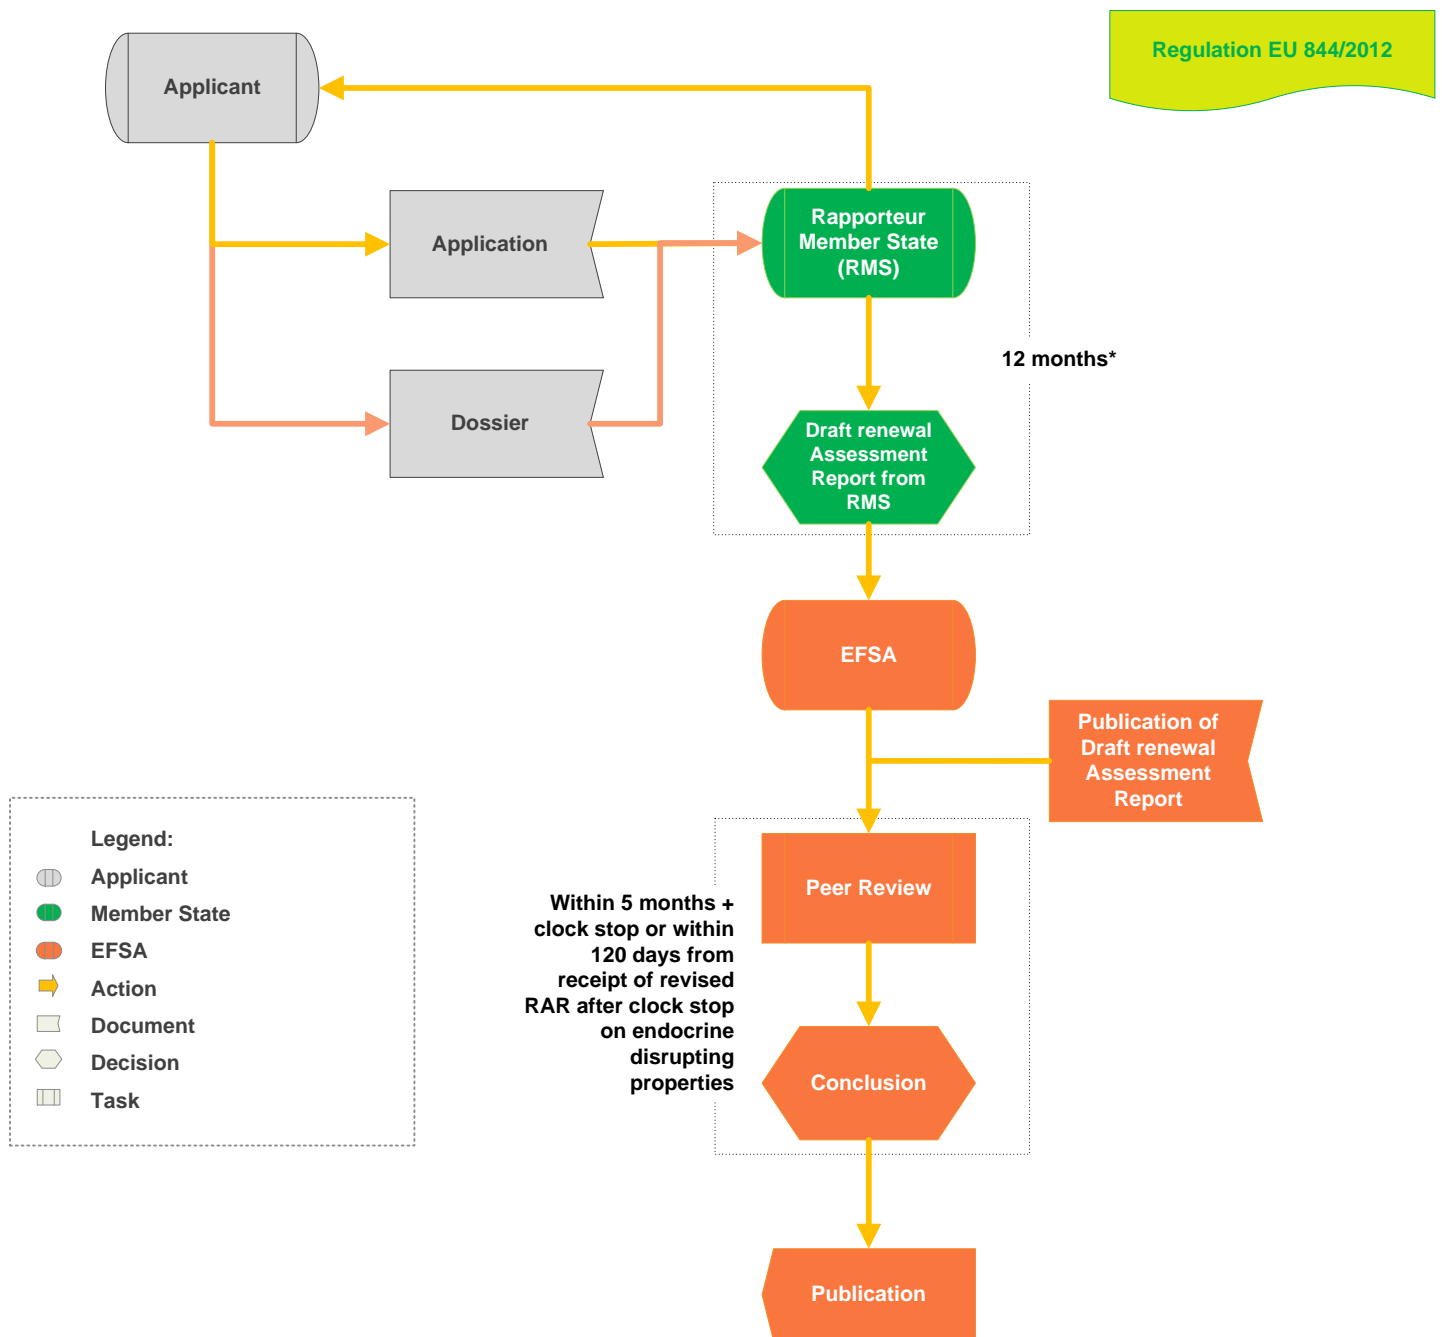 Regulation EU 844/2012
Applicant
Application
Rapporteur
Member State
(RMS)
12 months*
Dossier
Draft renewal
Assessment
Report from
RMS
EFSA
Publication of
Draft renewal
Assessment
Report
Legend:
Applicant
Member State
EFSA
Action
Document
Decision
Task
Peer Review
Within 5 months +
clock stop or within
120 days from
receipt of revised
RAR after clock stop
on endocrine
disrupting
properties
Conclusion
Publication